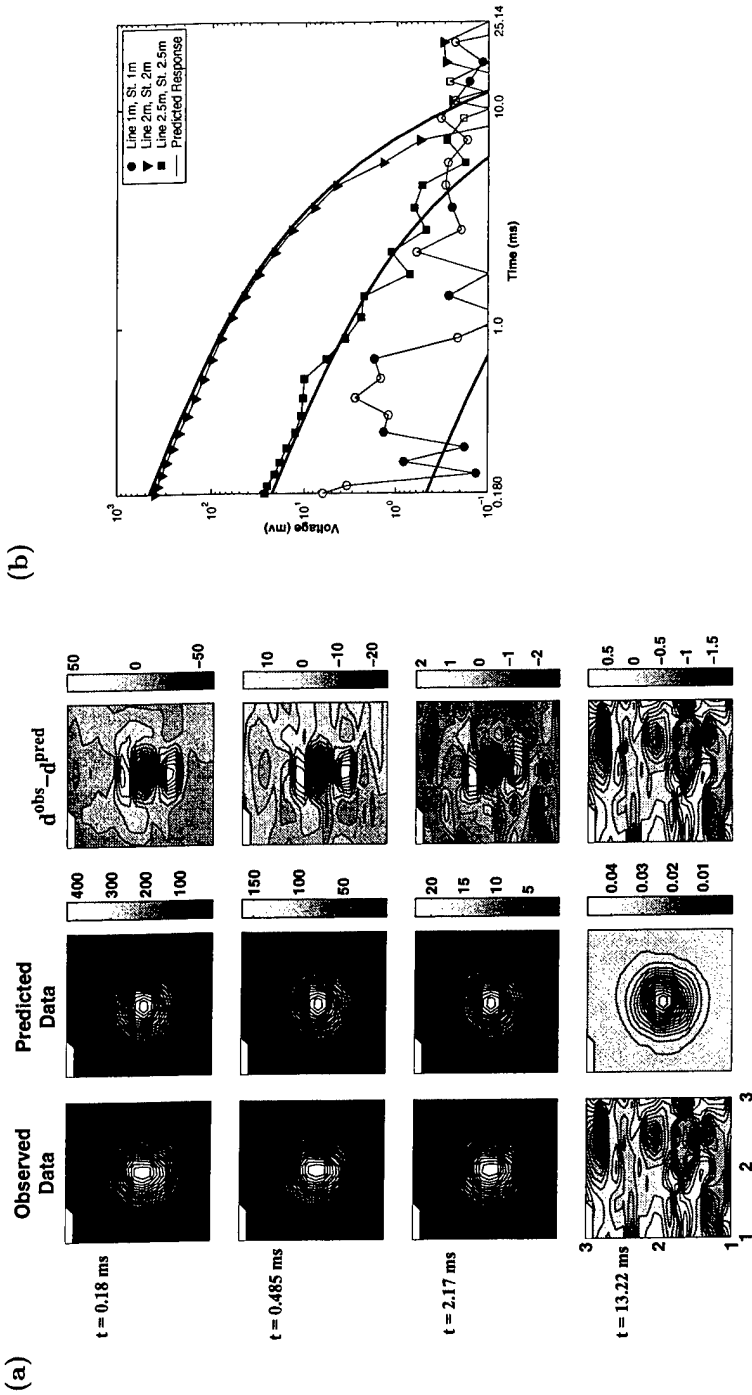 (a)
Observed
Data
Predicted
Data
d^obs-d^pred
t = 0.18 ms
400
300
200
100
50
0
-50
t = 0.485 ms
150
100
50
10
0
-10
-20
t = 2.17 ms
20
15
10
5
2
1
0
-1
-2
t = 13.22 ms
3
2
1
1
2
3
0.04
0.03
0.02
0.01
0.5
0
-0.5
-1
-1.5
(b)
Line 1m, St. 1m
Line 2m, St. 2m
Line 2.5m, St. 2.5m
Predicted Response
Voltage (mv)
10^3
10^2
10^1
10^0
10^-1
0.180
1.0
10.0
25.14
Time (ms)